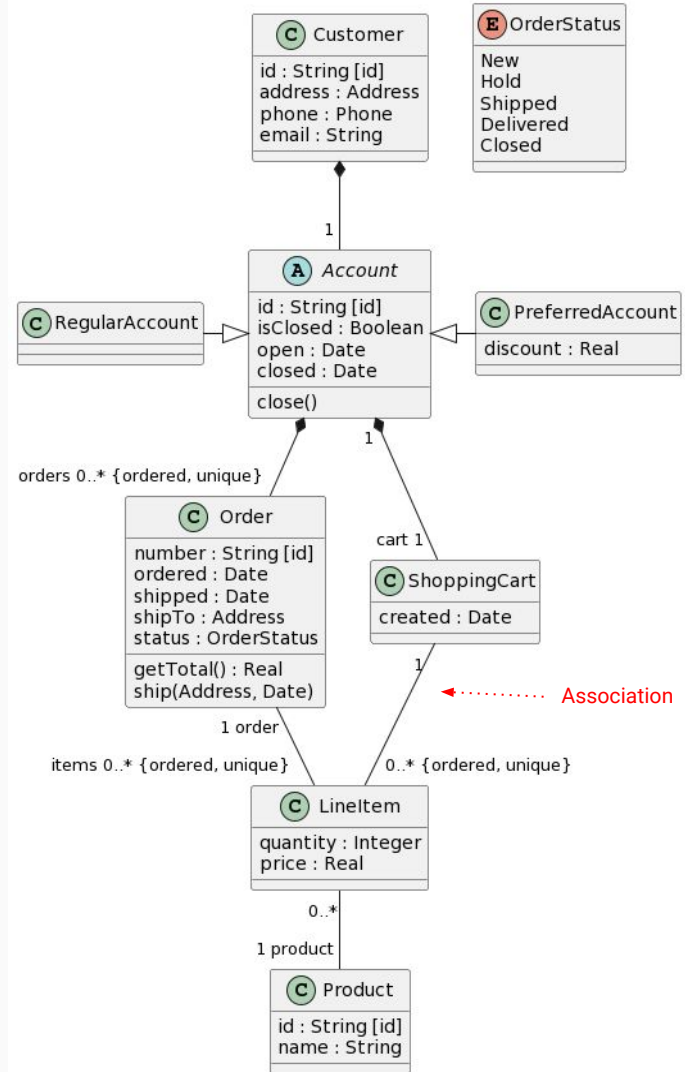 C Customer
id : String [id]
address : Address
phone : Phone
email : String
E OrderStatus
New
Hold
Shipped
Delivered
Closed
1
A Account
id : String [id]
isClosed : Boolean
open : Date
closed : Date
close()
C RegularAccount
C PreferredAccount
discount : Real
1
orders 0..* {ordered, unique}
cart 1
C Order
number : String [id]
ordered : Date
shipped : Date
shipTo : Address
status : OrderStatus
getTotal() : Real
ship(Address, Date)
C ShoppingCart
created : Date
1
Association
1 order
items 0..* {ordered, unique}
0..* {ordered, unique}
C LineItem
quantity : Integer
price : Real
0..*
1 product
C Product
id : String [id]
name : String